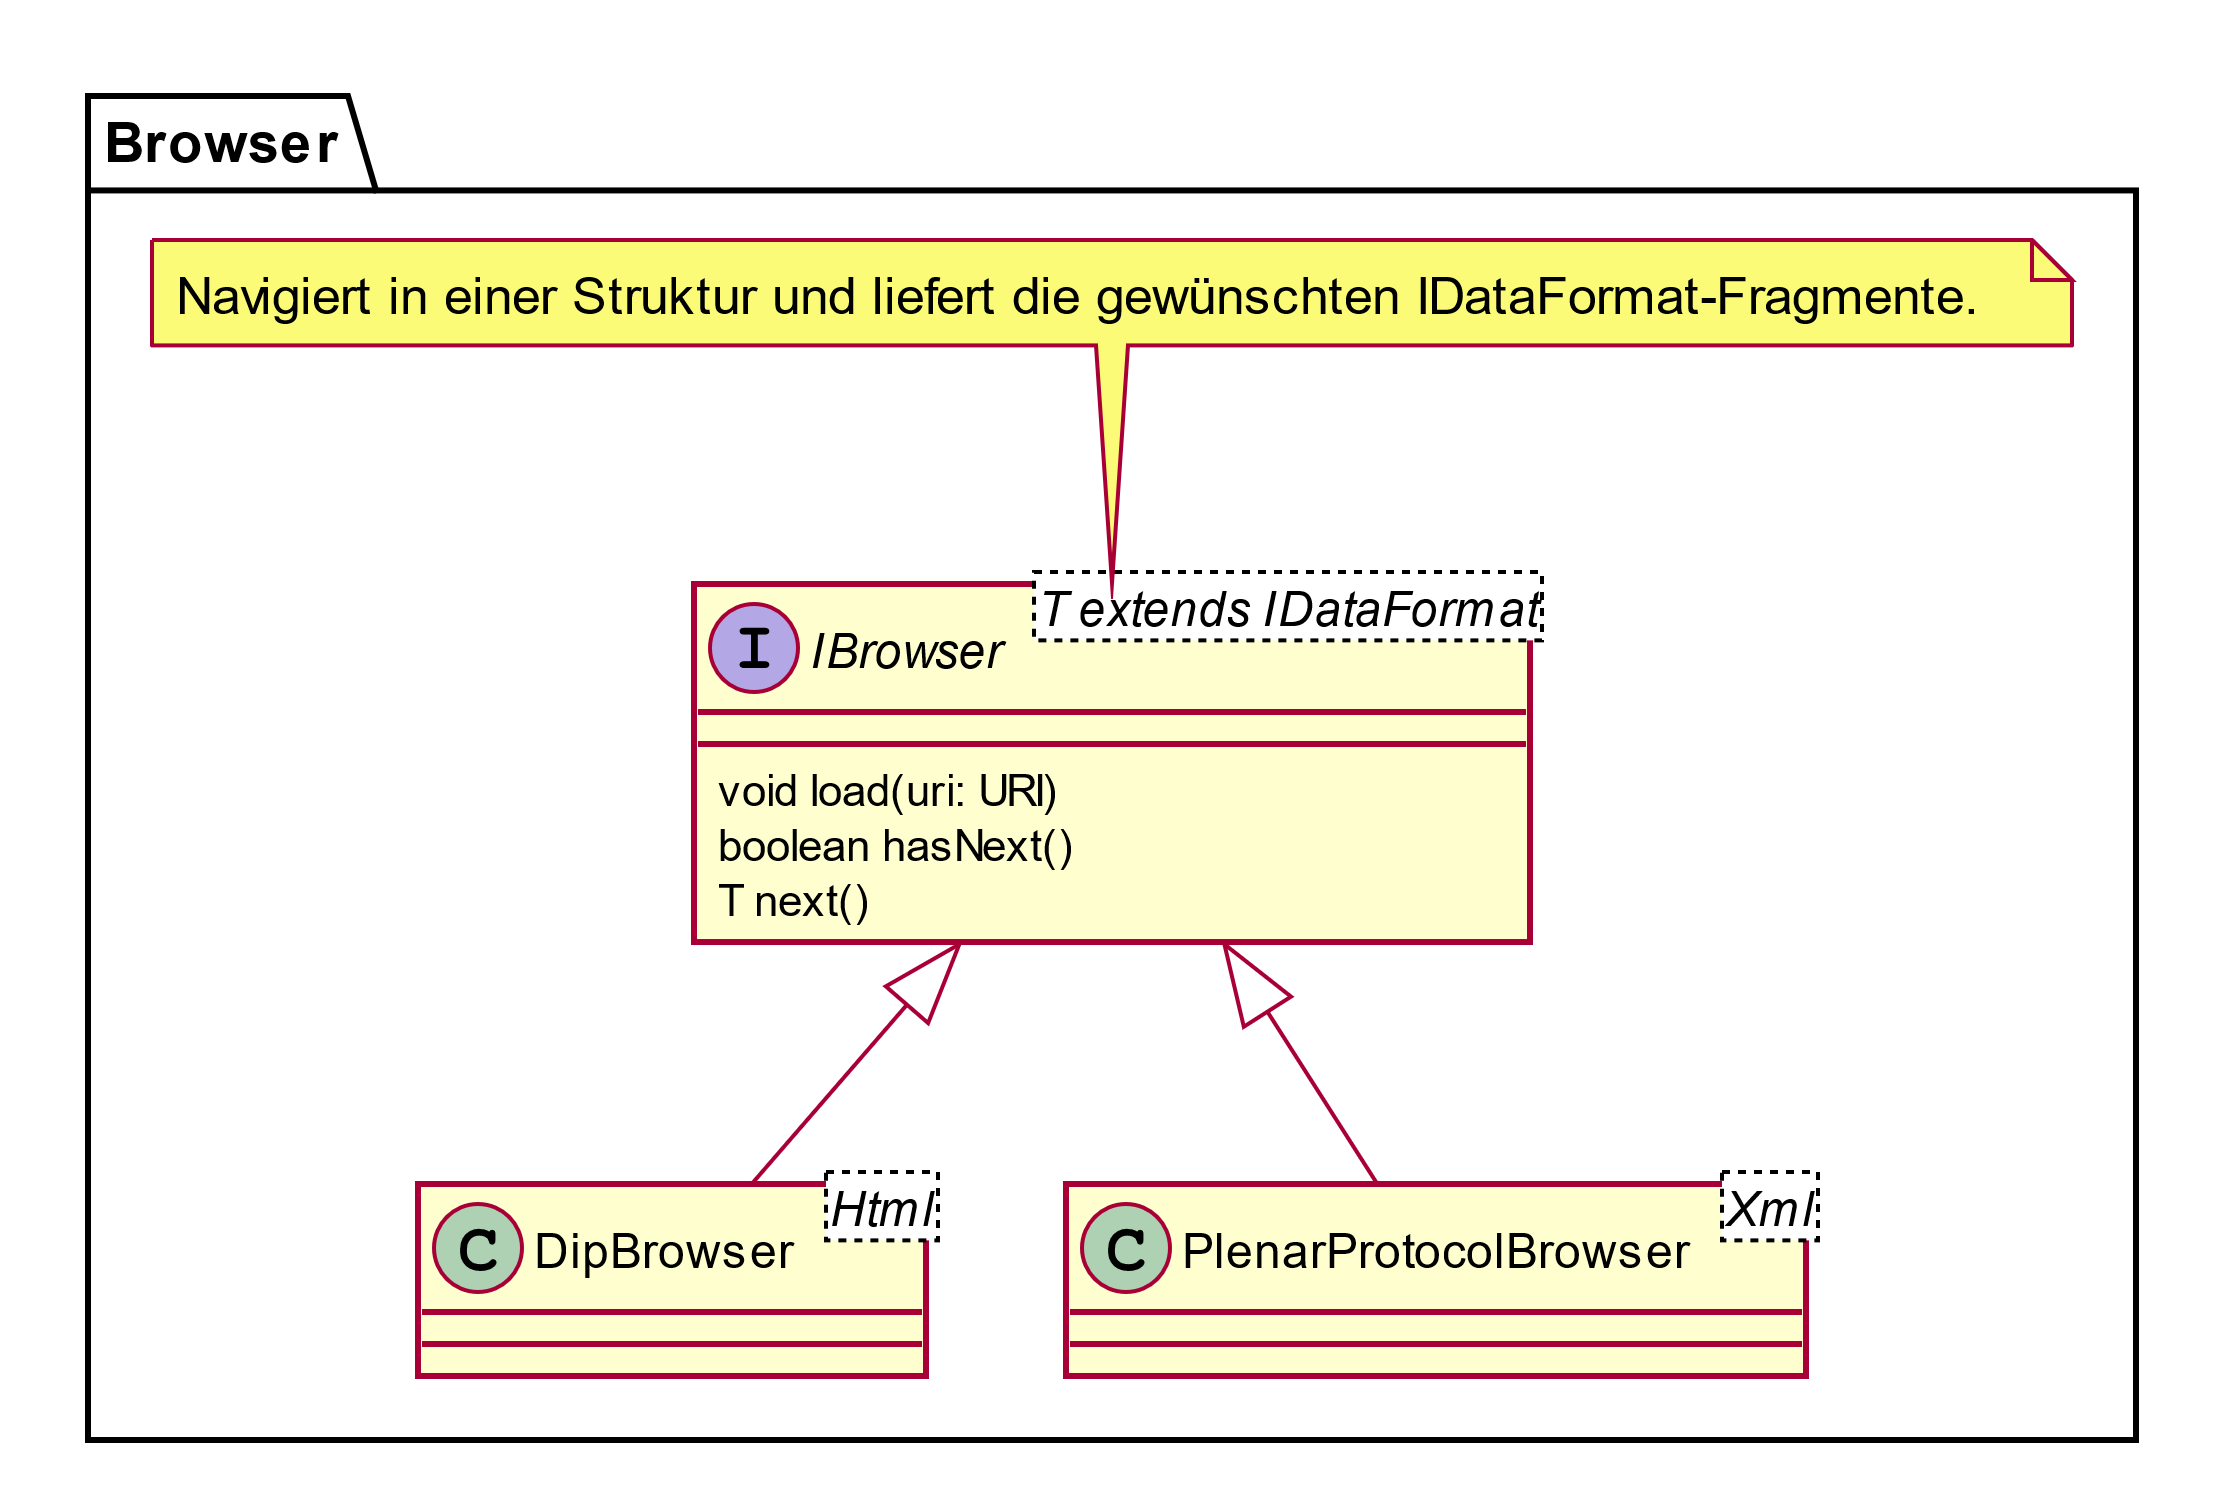 Browser
Navigiert in einer Struktur und liefert die gewünschten IDataFormat-Fragmente.
T extends IDataFormat
I IBrowser
void load(uri: URI)
boolean hasNext()
T next()
Html
C DipBrowser
Xml
C PlenarProtocolBrowser